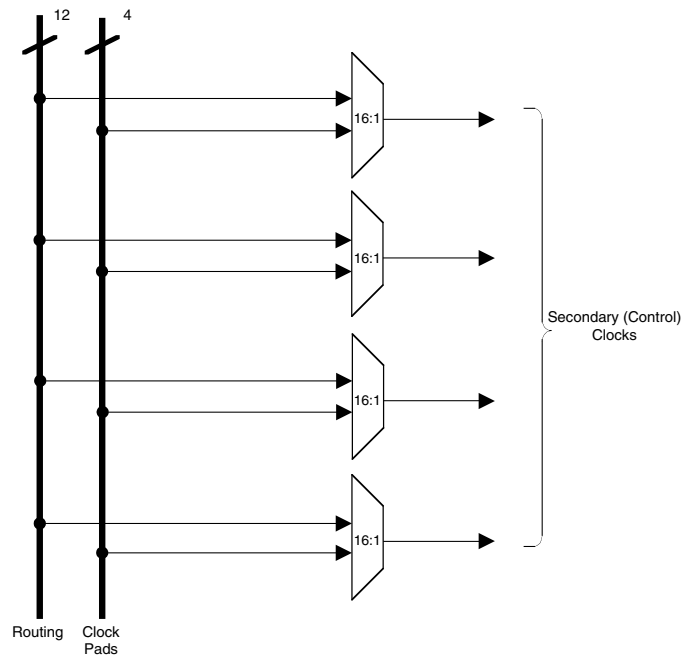 12
4
16:1
16:1
16:1
16:1
Secondary (Control)
Clocks
Routing
Clock
Pads